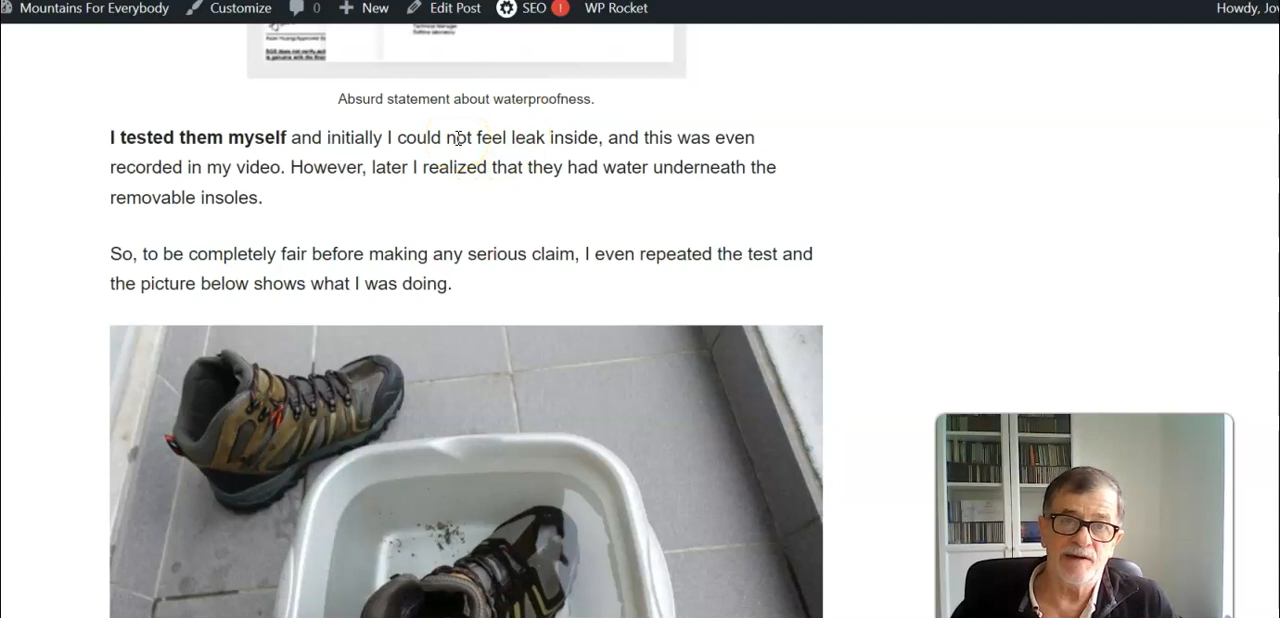 Mountains For Everybody Customize 0 New Edit Post SEO ! WP Rocket Howdy, Jov
Absurd statement about waterproofness.
I tested them myself and initially I could not feel leak inside, and this was even
recorded in my video. However, later I realized that they had water underneath the
removable insoles.
So, to be completely fair before making any serious claim, I even repeated the test and
the picture below shows what I was doing.